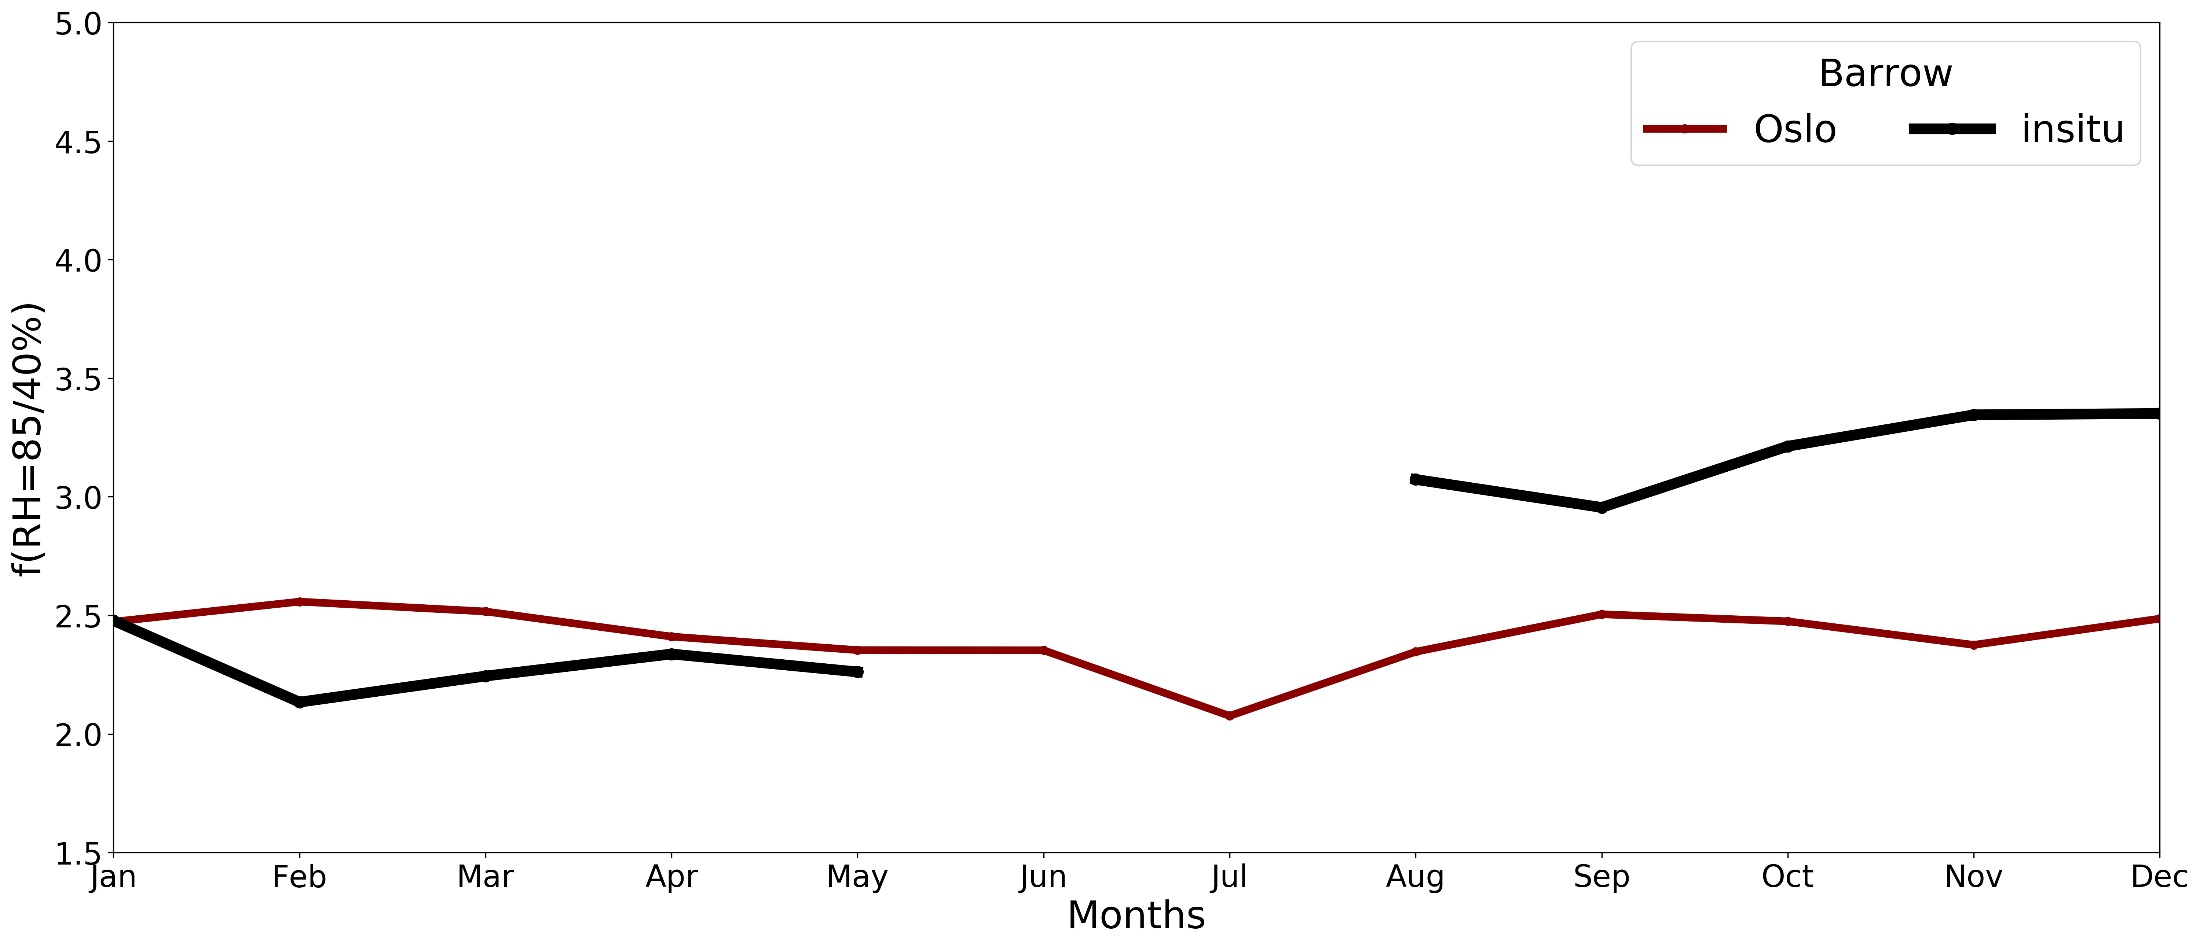 5.0
4.5
4.0
3.5
3.0
2.5
2.0
1.5
f(RH=85/40%)
Barrow
Oslo insitu
Jan Feb Mar Apr May Jun Jul Aug Sep Oct Nov Dec
Months